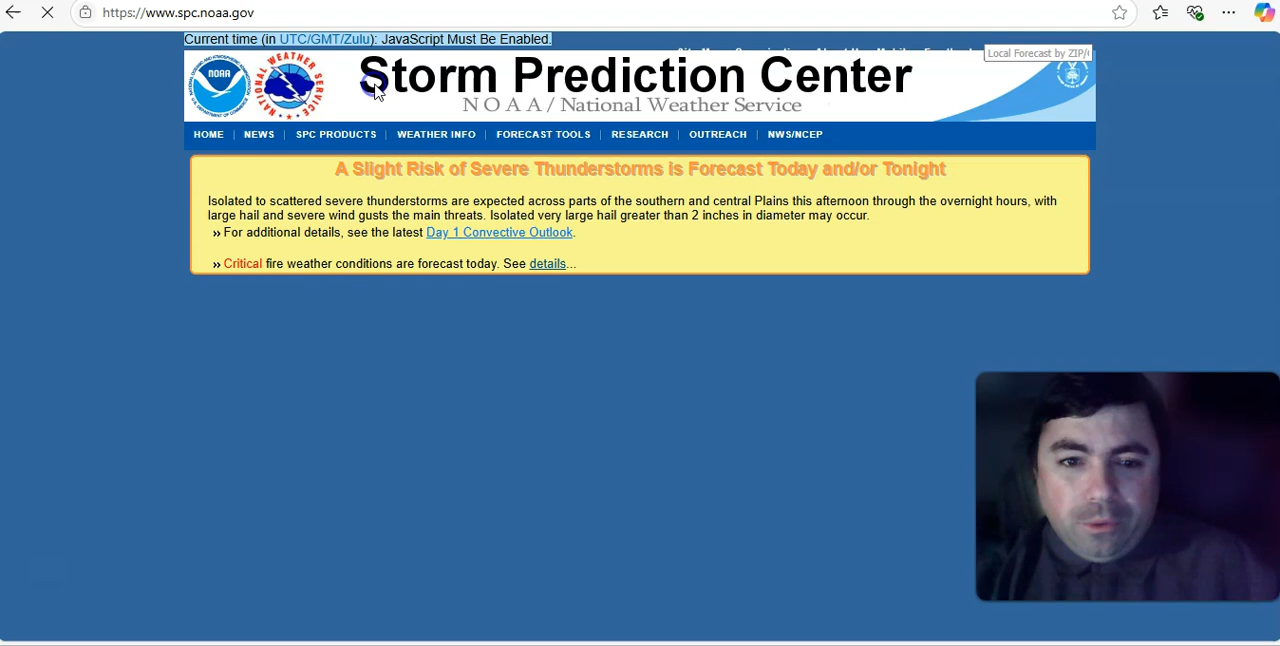 https://www.spc.noaa.gov
Current time (in UTC/GMT/Zulu): JavaScript Must Be Enabled.
Local Forecast by ZIP/
NOAA
NATIONAL WEATHER SERVICE
Storm Prediction Center
NOAA / National Weather Service
HOME NEWS SPC PRODUCTS WEATHER INFO FORECAST TOOLS RESEARCH OUTREACH NWS/NCEP
A Slight Risk of Severe Thunderstorms is Forecast Today and/or Tonight
Isolated to scattered severe thunderstorms are expected across parts of the southern and central Plains this afternoon through the overnight hours, with
large hail and severe wind gusts the main threats. Isolated very large hail greater than 2 inches in diameter may occur.
» For additional details, see the latest Day 1 Convective Outlook.
» Critical fire weather conditions are forecast today. See details...